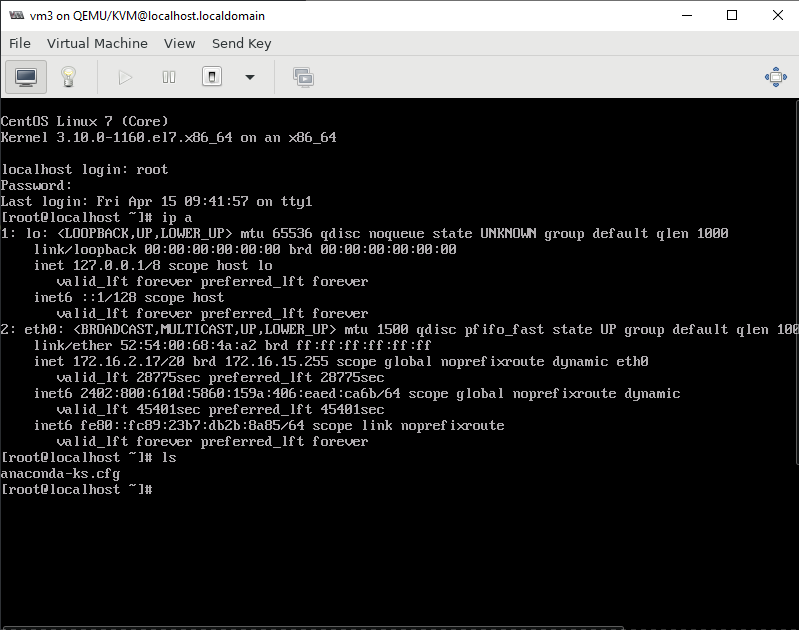 vm3 on QEMU/KVM@localhost.localdomain
File Virtual Machine View Send Key
CentOS Linux 7 (Core)
Kernel 3.10.0-1160.el7.x86_64 on an x86_64
localhost login: root
Password:
Last login: Fri Apr 15 09:41:57 on tty1
[root@localhost ~]# ip a
1: lo: <LOOPBACK,UP,LOWER_UP> mtu 65536 qdisc noqueue state UNKNOWN group default qlen 1000
    link/loopback 00:00:00:00:00:00 brd 00:00:00:00:00:00
    inet 127.0.0.1/8 scope host lo
       valid_lft forever preferred_lft forever
    inet6 ::1/128 scope host
       valid_lft forever preferred_lft forever
2: eth0: <BROADCAST,MULTICAST,UP,LOWER_UP> mtu 1500 qdisc pfifo_fast state UP group default qlen 100
    link/ether 52:54:00:68:4a:a2 brd ff:ff:ff:ff:ff:ff
    inet 172.16.2.17/20 brd 172.16.15.255 scope global noprefixroute dynamic eth0
       valid_lft 28775sec preferred_lft 28775sec
    inet6 2402:800:610d:5860:159a:406:eaed:ca6b/64 scope global noprefixroute dynamic
       valid_lft 45401sec preferred_lft 45401sec
    inet6 fe80::fc89:23b7:db2b:8a85/64 scope link noprefixroute
       valid_lft forever preferred_lft forever
[root@localhost ~]# ls
anaconda-ks.cfg
[root@localhost ~]#